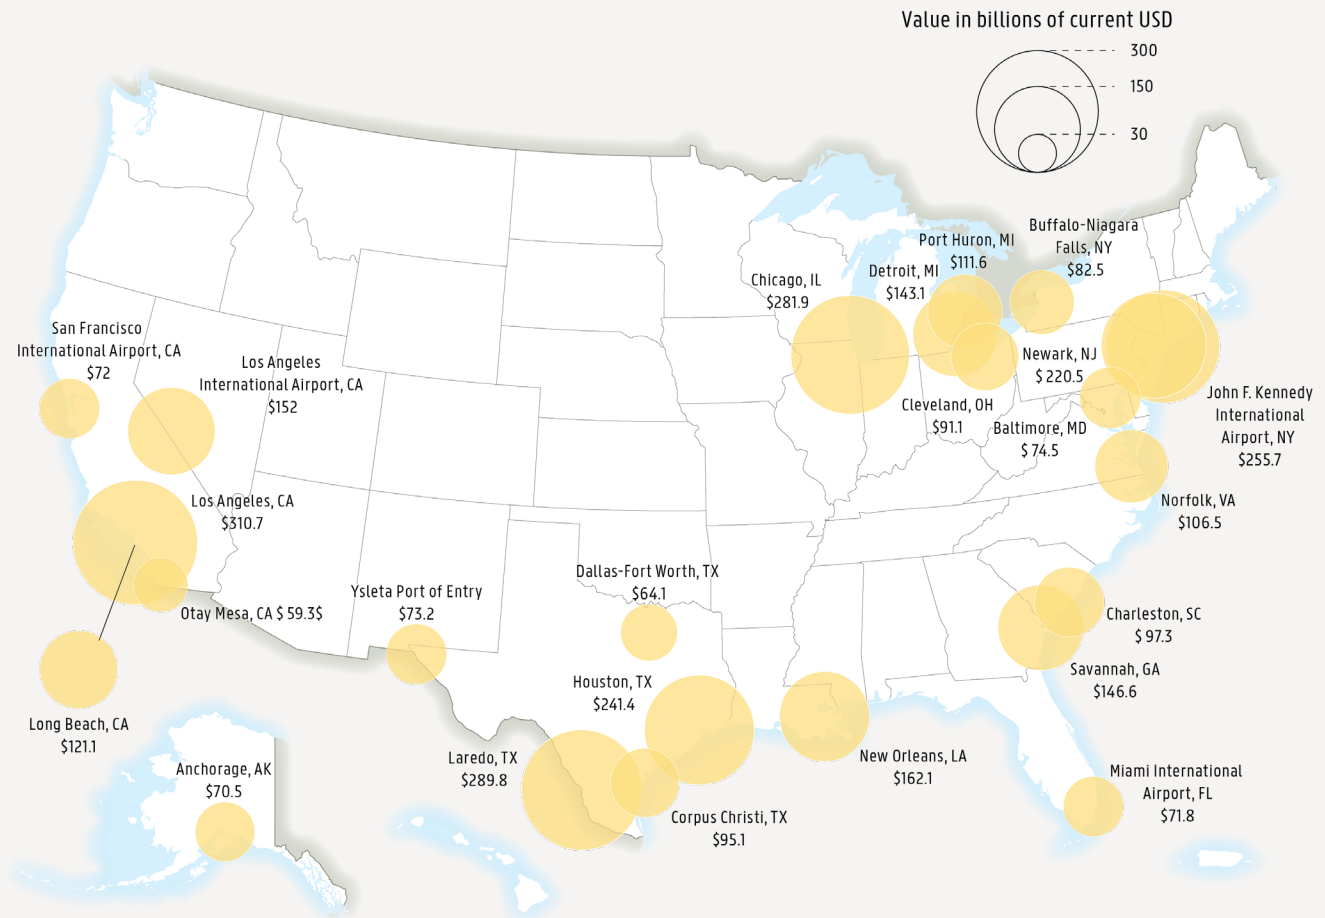 Value in billions of current USD
300
150
30
Buffalo-Niagara
Falls, NY
$82.5
Port Huron, MI
$111.6
Detroit, MI
$143.1
Chicago, IL
$281.9
San Francisco
International Airport, CA
$72
Los Angeles
International Airport, CA
$152
Newark, NJ
$ 220.5
John F. Kennedy
International
Airport, NY
$255.7
Cleveland, OH
$91.1
Baltimore, MD
$ 74.5
Norfolk, VA
$106.5
Los Angeles, CA
$310.7
Otay Mesa, CA $ 59.3$
Ysleta Port of Entry
$73.2
Dallas-Fort Worth, TX
$64.1
Charleston, SC
$ 97.3
Savannah, GA
$146.6
Houston, TX
$241.4
Long Beach, CA
$121.1
Laredo, TX
$289.8
New Orleans, LA
$162.1
Anchorage, AK
$70.5
Corpus Christi, TX
$95.1
Miami International
Airport, FL
$71.8